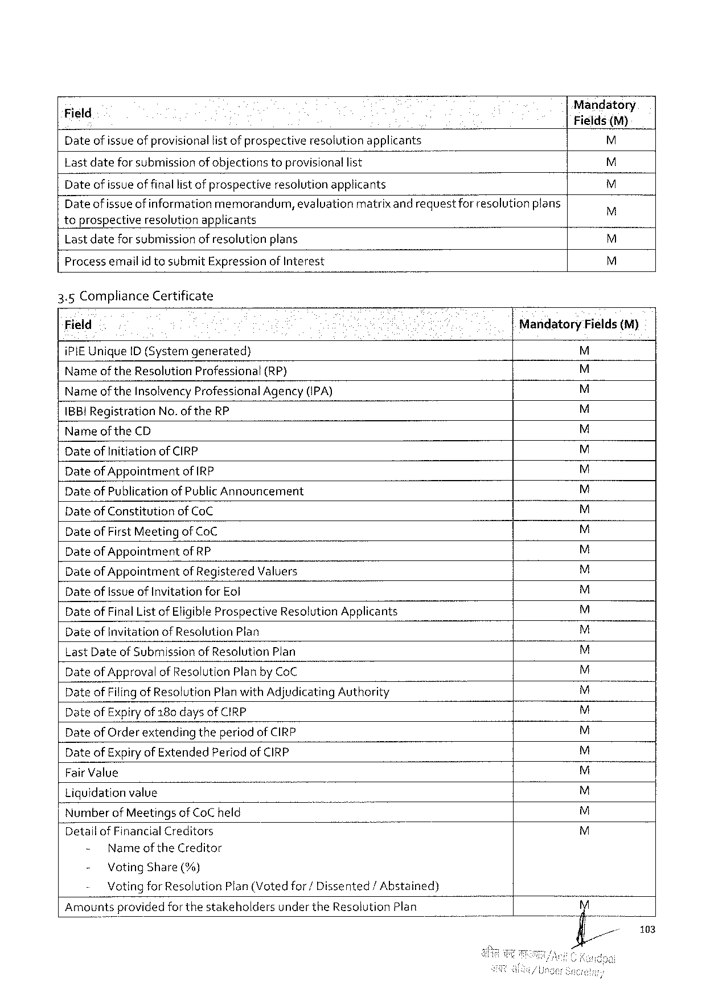 Field Mandatory
Fields (M)
Date of issue of provisional list of prospective resolution applicants M
Last date for submission of objections to provisional list M
Date of issue of final list of prospective resolution applicants M
Date of issue of information memorandum, evaluation matrix and request for resolution plans
to prospective resolution applicants M
Last date for submission of resolution plans M
Process email id to submit Expression of Interest M
3.5 Compliance Certificate
Field Mandatory Fields (M)
iPIE Unique ID (System generated) M
Name of the Resolution Professional (RP) M
Name of the Insolvency Professional Agency (IPA) M
IBBI Registration No. of the RP M
Name of the CD M
Date of Initiation of CIRP M
Date of Appointment of IRP M
Date of Publication of Public Announcement M
Date of Constitution of CoC M
Date of First Meeting of CoC M
Date of Appointment of RP M
Date of Appointment of Registered Valuers M
Date of Issue of Invitation for EoI M
Date of Final List of Eligible Prospective Resolution Applicants M
Date of Invitation of Resolution Plan M
Last Date of Submission of Resolution Plan M
Date of Approval of Resolution Plan by CoC M
Date of Filing of Resolution Plan with Adjudicating Authority M
Date of Expiry of 180 days of CIRP M
Date of Order extending the period of CIRP M
Date of Expiry of Extended Period of CIRP M
Fair Value M
Liquidation value M
Number of Meetings of CoC held M
Detail of Financial Creditors M
- Name of the Creditor
- Voting Share (%)
- Voting for Resolution Plan (Voted for / Dissented / Abstained)
Amounts provided for the stakeholders under the Resolution Plan M
103
C Kandpal
/ Under Secretary